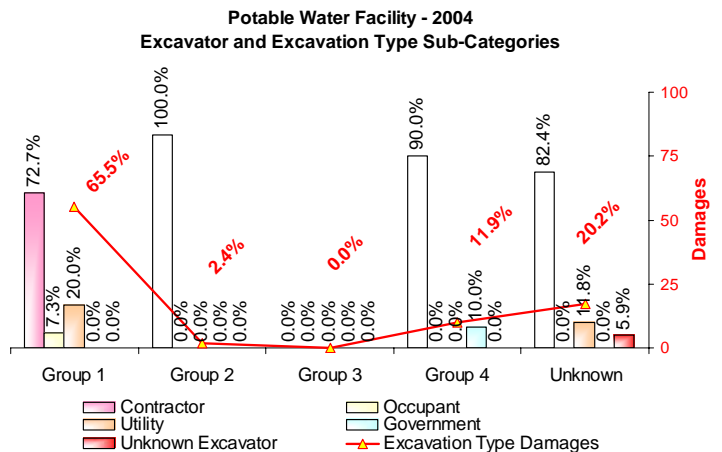 Potable Water Facility - 2004
Excavator and Excavation Type Sub-Categories
72.7% 7.3% 20.0% 0.0% 0.0%
65.5%
100.0% 0.0% 0.0% 0.0% 0.0%
2.4%
0.0% 0.0% 0.0% 0.0% 0.0%
0.0%
90.0% 0.0% 0.0% 10.0% 0.0%
11.9%
82.4% 0.0% 11.8% 0.0% 5.9%
20.2%
100
75
50
25
0
Damages
Group 1 Group 2 Group 3 Group 4 Unknown
Contractor Occupant
Utility Government
Unknown Excavator Excavation Type Damages